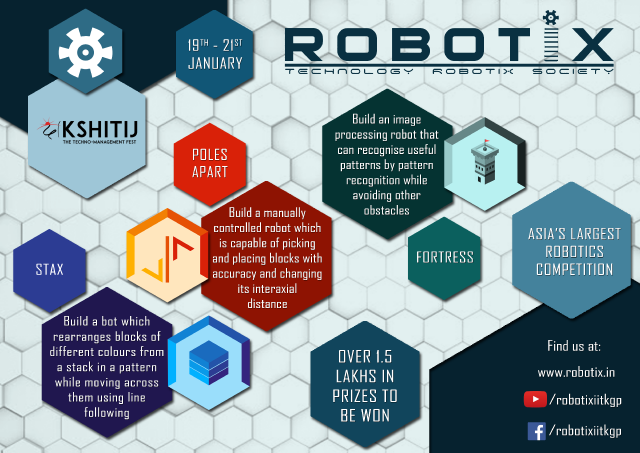 19TH - 21ST
JANUARY
ROBOTIX
TECHNOLOGY ROBOTIX SOCIETY
KSHITIJ
THE TECHNO-MANAGEMENT FEST
POLES
APART
Build a manually
controlled robot which
is capable of picking
and placing blocks with
accuracy and changing
its interaxial
distance
Build an image
processing robot that
can recognise useful
patterns by pattern
recognition while
avoiding other
obstacles
FORTRESS
ASIA'S LARGEST
ROBOTICS
COMPETITION
STAX
Build a bot which
rearranges blocks of
different colours from
a stack in a pattern
while moving across
them using line
following
OVER 1.5
LAKHS IN
PRIZES TO
BE WON
Find us at:
www.robotix.in
/robotixiitkgp
/robotixiitkgp